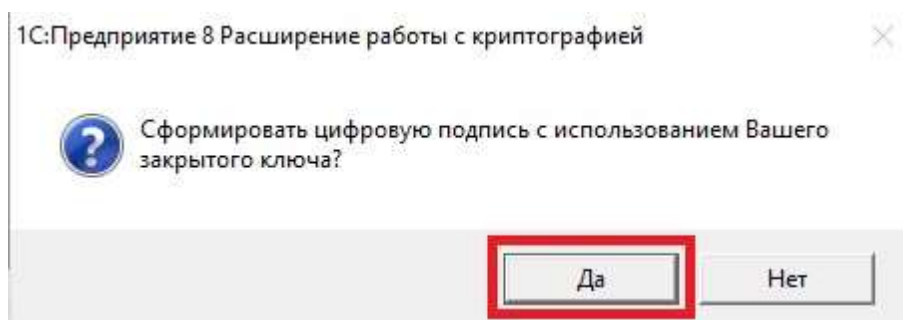 1С:Предприятие 8 Расширение работы с криптографией
Сформировать цифровую подпись с использованием Вашего
закрытого ключа?
Да
Нет